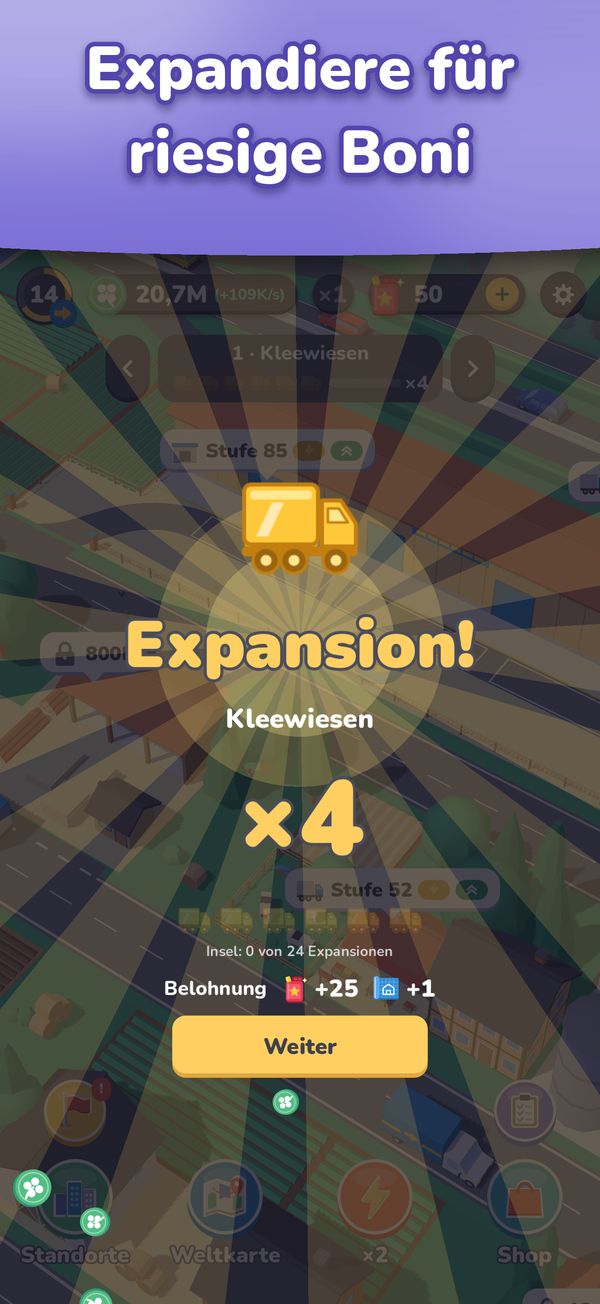 Expandiere für
riesige Boni
14
20,7M (+109K/s)
×1
50
1 · Kleewiesen
×4
Stufe 85
Expansion!
Kleewiesen
×4
Stufe 52
Insel: 0 von 24 Expansionen
Belohnung +25 +1
Weiter
Standorte
Weltkarte
×2
Shop